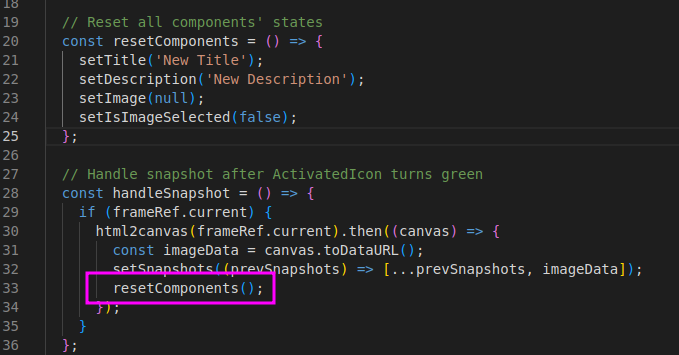 18
19 // Reset all components' states
20 const resetComponents = () => {
21 setTitle('New Title');
22 setDescription('New Description');
23 setImage(null);
24 setIsImageSelected(false);
25 };
26
27 // Handle snapshot after ActivatedIcon turns green
28 const handleSnapshot = () => {
29 if (frameRef.current) {
30 html2canvas(frameRef.current).then((canvas) => {
31 const imageData = canvas.toDataURL();
32 setSnapshots((prevSnapshots) => [...prevSnapshots, imageData]);
33 resetComponents();
34 });
35 }
36 };